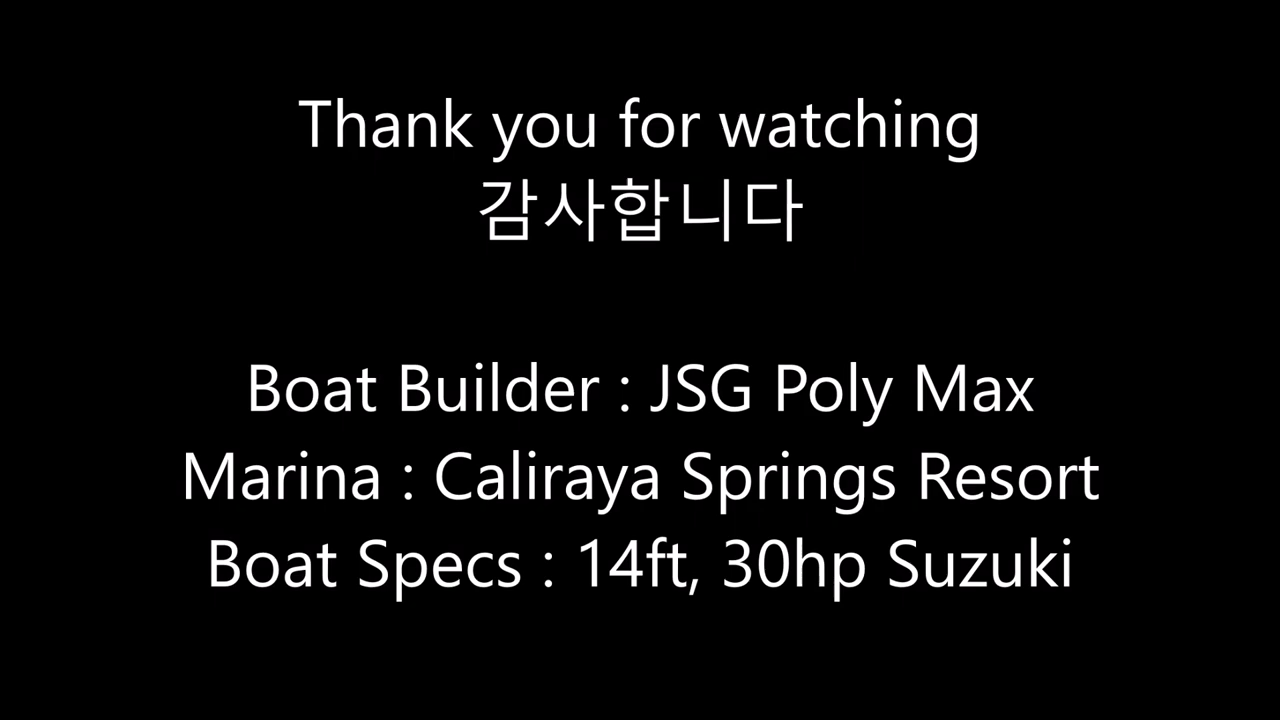 Thank you for watching
감사합니다
Boat Builder : JSG Poly Max
Marina : Caliraya Springs Resort
Boat Specs : 14ft, 30hp Suzuki